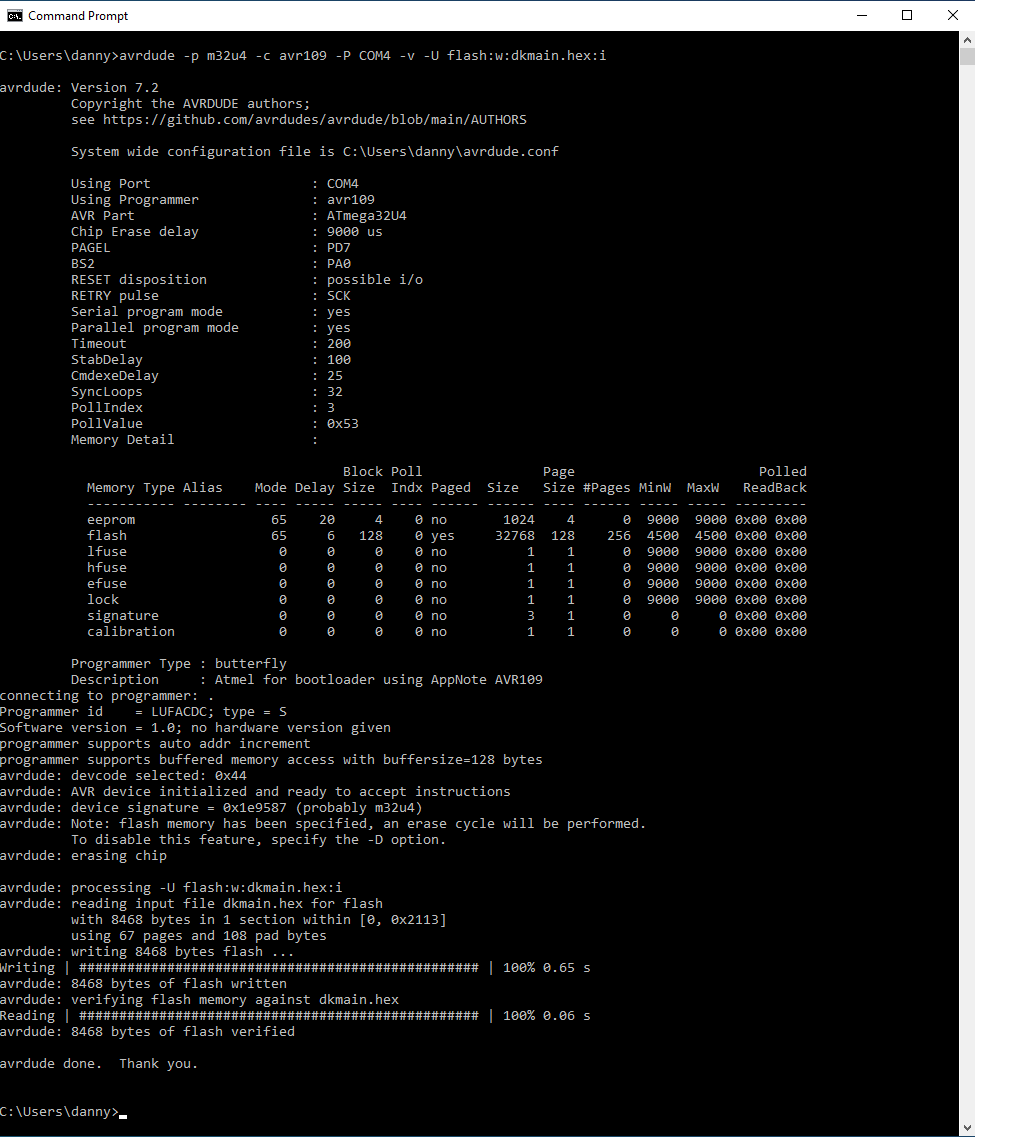 Command Prompt
C:\Users\danny>avrdude -p m32u4 -c avr109 -P COM4 -v -U flash:w:dkmain.hex:i
avrdude: Version 7.2
         Copyright the AVRDUDE authors;
         see https://github.com/avrdudes/avrdude/blob/main/AUTHORS
         System wide configuration file is C:\Users\danny\avrdude.conf
         Using Port                    : COM4
         Using Programmer              : avr109
         AVR Part                      : ATmega32U4
         Chip Erase delay              : 9000 us
         PAGEL                         : PD7
         BS2                           : PA0
         RESET disposition             : possible i/o
         RETRY pulse                   : SCK
         Serial program mode           : yes
         Parallel program mode         : yes
         Timeout                       : 200
         StabDelay                     : 100
         CmdexeDelay                   : 25
         SyncLoops                     : 32
         PollIndex                     : 3
         PollValue                     : 0x53
         Memory Detail                 :
                                           Block Poll               Page                       Polled
           Memory Type Alias    Mode Delay Size  Indx Paged  Size   Size #Pages MinW  MaxW   ReadBack
           ----------- -------- ---- ----- ----- ---- ------ ------ ---- ------ ----- ----- ---------
           eeprom                 65    20     4    0 no       1024    4      0  9000  9000 0x00 0x00
           flash                  65     6   128    0 yes     32768  128    256  4500  4500 0x00 0x00
           lfuse                   0     0     0    0 no          1    1      0  9000  9000 0x00 0x00
           hfuse                   0     0     0    0 no          1    1      0  9000  9000 0x00 0x00
           efuse                   0     0     0    0 no          1    1      0  9000  9000 0x00 0x00
           lock                    0     0     0    0 no          1    1      0  9000  9000 0x00 0x00
           signature               0     0     0    0 no          3    1      0     0     0 0x00 0x00
           calibration             0     0     0    0 no          1    1      0     0     0 0x00 0x00
         Programmer Type : butterfly
         Description     : Atmel for bootloader using AppNote AVR109
connecting to programmer: .
Programmer id    = LUFACDC; type = S
Software version = 1.0; no hardware version given
programmer supports auto addr increment
programmer supports buffered memory access with buffersize=128 bytes
avrdude: devcode selected: 0x44
avrdude: AVR device initialized and ready to accept instructions
avrdude: device signature = 0x1e9587 (probably m32u4)
avrdude: Note: flash memory has been specified, an erase cycle will be performed.
         To disable this feature, specify the -D option.
avrdude: erasing chip
avrdude: processing -U flash:w:dkmain.hex:i
avrdude: reading input file dkmain.hex for flash
         with 8468 bytes in 1 section within [0, 0x2113]
         using 67 pages and 108 pad bytes
avrdude: writing 8468 bytes flash ...
Writing | ################################################## | 100% 0.65 s
avrdude: 8468 bytes of flash written
avrdude: verifying flash memory against dkmain.hex
Reading | ################################################## | 100% 0.06 s
avrdude: 8468 bytes of flash verified
avrdude done.  Thank you.
C:\Users\danny>